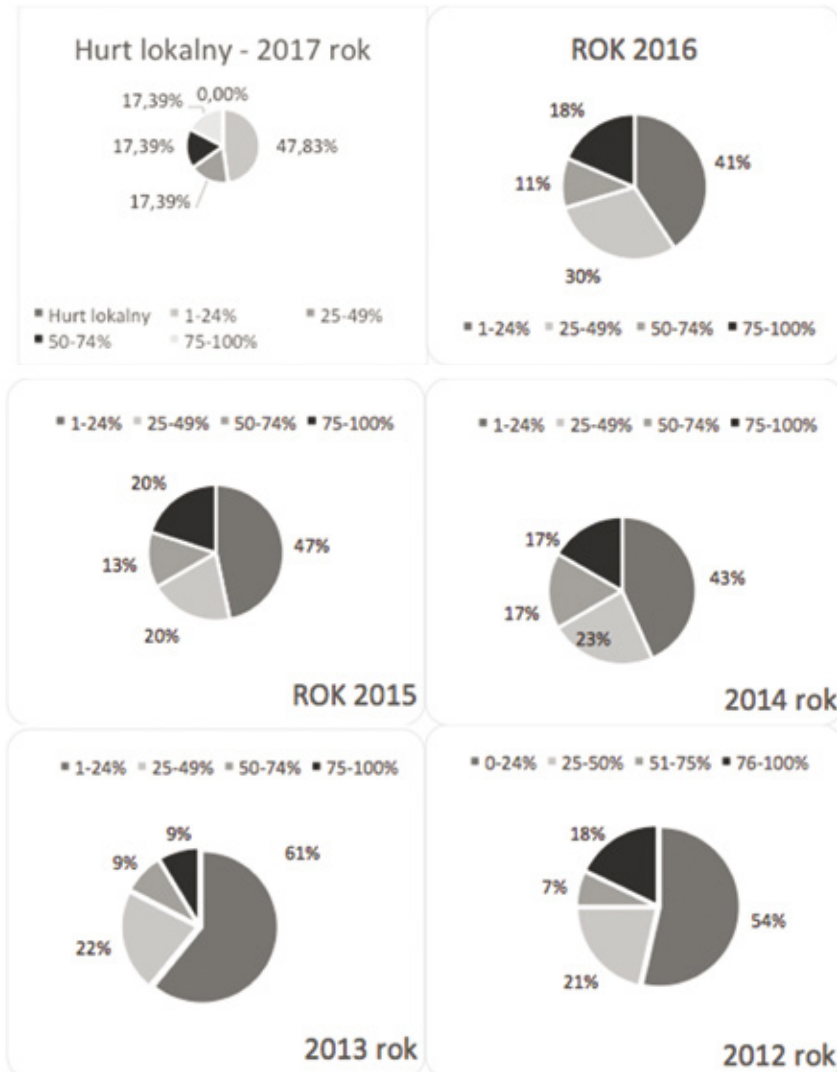 Hurt lokalny - 2017 rok
17,39% 0,00%
17,39% 47,83%
17,39%
Hurt lokalny 1-24% 25-49%
50-74% 75-100%
ROK 2016
18%
41%
11%
30%
1-24% 25-49% 50-74% 75-100%
1-24% 25-49% 50-74% 75-100%
20%
47%
13%
20%
ROK 2015
1-24% 25-49% 50-74% 75-100%
17%
43%
17%
23%
2014 rok
1-24% 25-49% 50-74% 75-100%
9%
61%
9%
22%
2013 rok
0-24% 25-50% 51-75% 76-100%
18%
7%
54%
21%
2012 rok